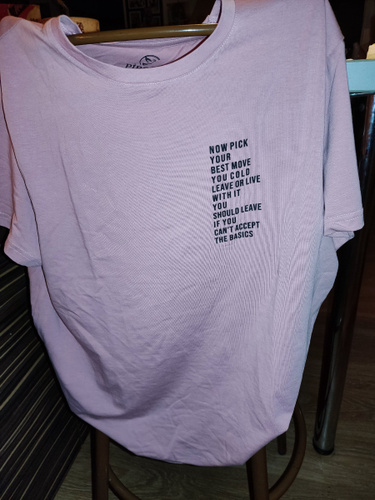 NOW PICK
YOUR
BEST MOVE
YOU COLD
LEAVE OR LIVE
WITH IT
YOU
SHOULD LEAVE
IF YOU
CAN'T ACCEPT
THE BASICS